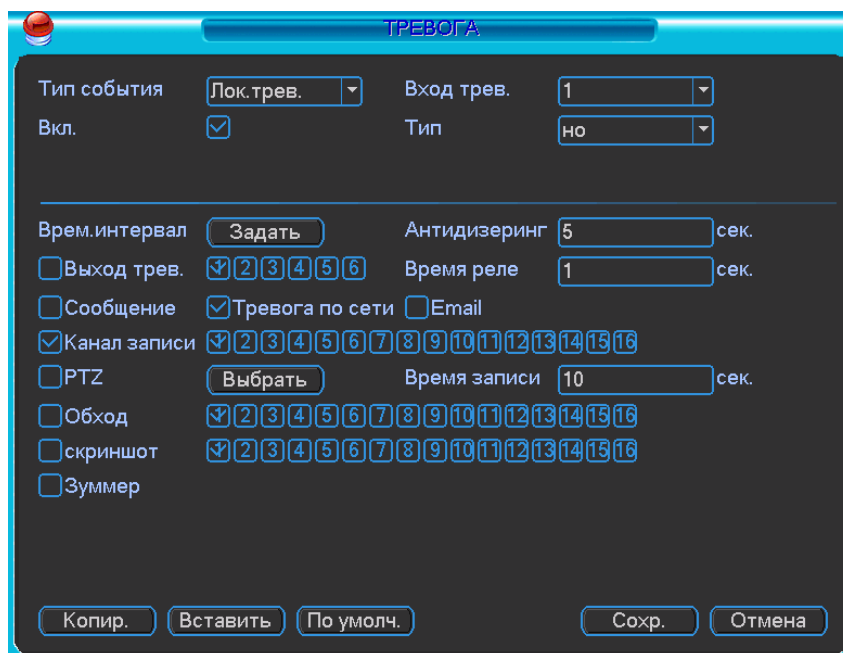 ТРЕВОГА
Тип события Лок.трев. Вход трев. 1
Вкл. Тип но
Врем.интервал Задать Антидизеринг 5 сек.
Выход трев. 1 2 3 4 5 6 Время реле 1 сек.
Сообщение Тревога по сети Email
Канал записи 1 2 3 4 5 6 7 8 9 10 11 12 13 14 15 16
PTZ Выбрать Время записи 10 сек.
Обход 1 2 3 4 5 6 7 8 9 10 11 12 13 14 15 16
скриншот 1 2 3 4 5 6 7 8 9 10 11 12 13 14 15 16
Зуммер
Копир. Вставить По умолч. Сохр. Отмена